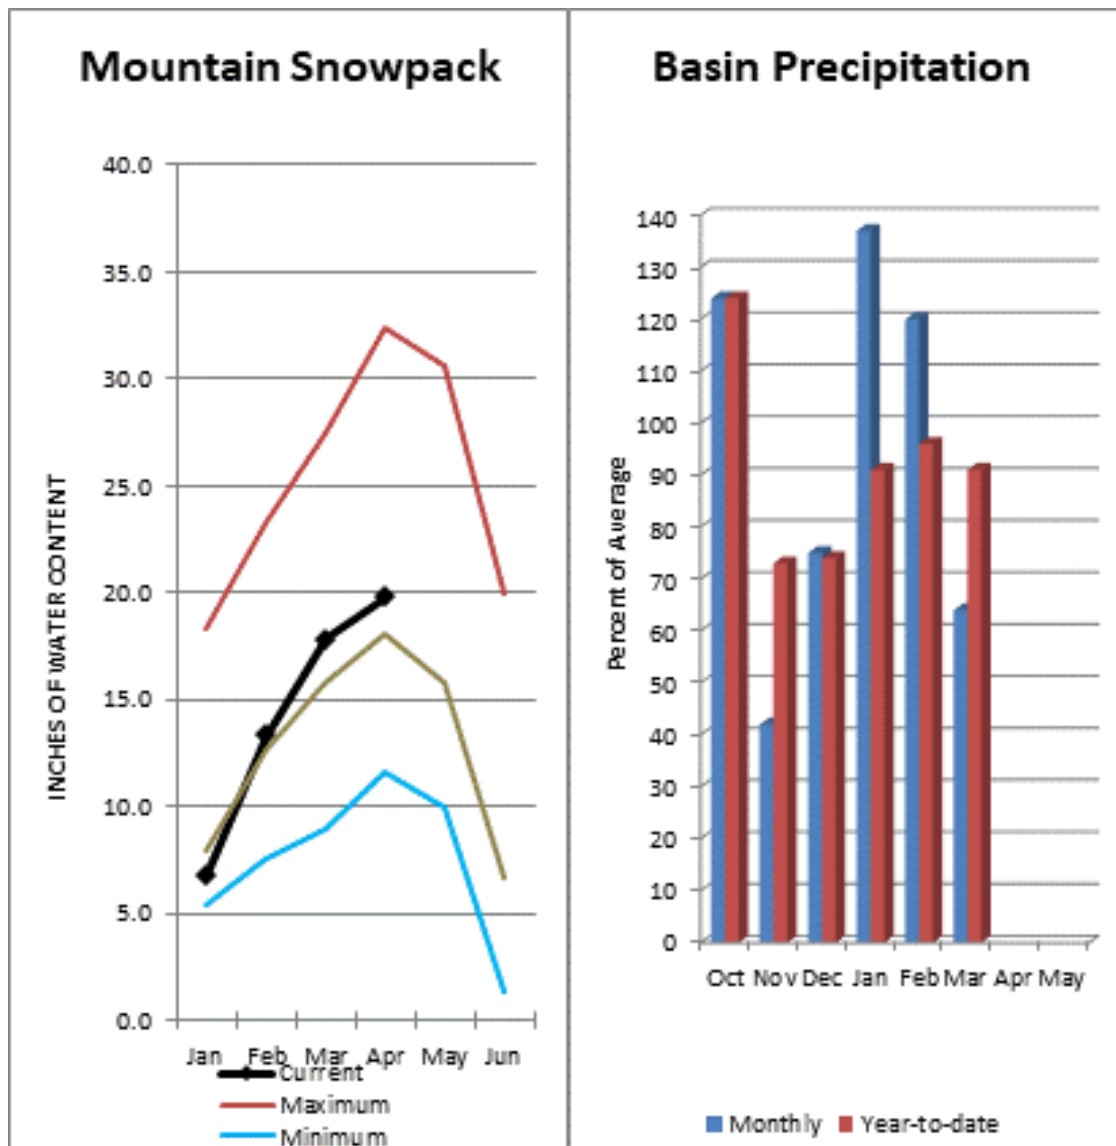 Mountain Snowpack
40.0
35.0
30.0
25.0
20.0
15.0
10.0
5.0
0.0
INCHES OF WATER CONTENT
Jan Feb Mar Apr May Jun
Current
Maximum
Minimum
Basin Precipitation
140
130
120
110
100
90
80
70
60
50
40
30
20
10
0
Percent of Average
Oct Nov Dec Jan Feb Mar Apr May
Monthly Year-to-date